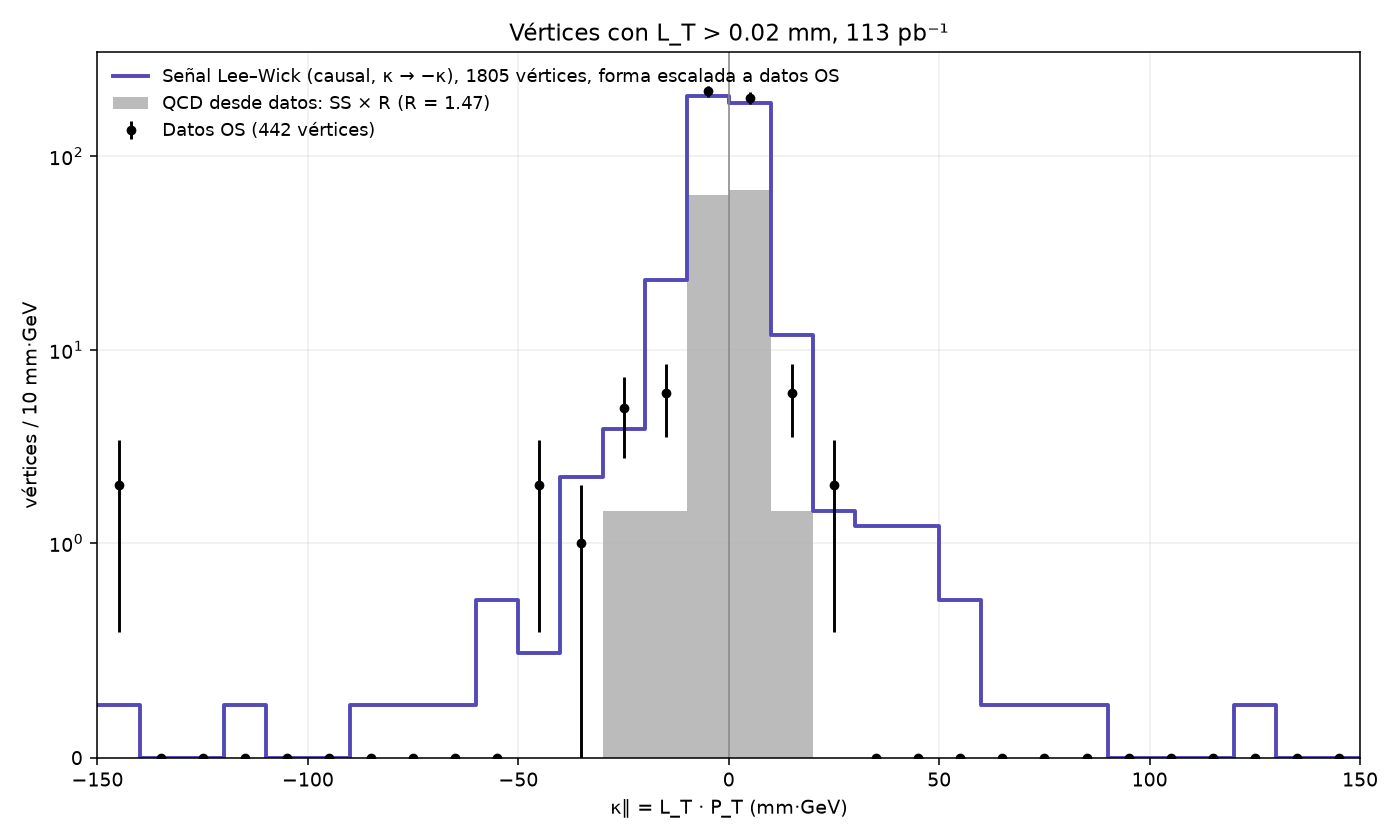 Vértices con L_T > 0.02 mm, 113 pb⁻¹
Señal Lee–Wick (causal, κ → −κ), 1805 vértices, forma escalada a datos OS
QCD desde datos: SS × R (R = 1.47)
Datos OS (442 vértices)
vértices / 10 mm·GeV
10²
10¹
10⁰
0
−150
−100
−50
0
50
100
150
κ∥ = L_T · P_T (mm·GeV)